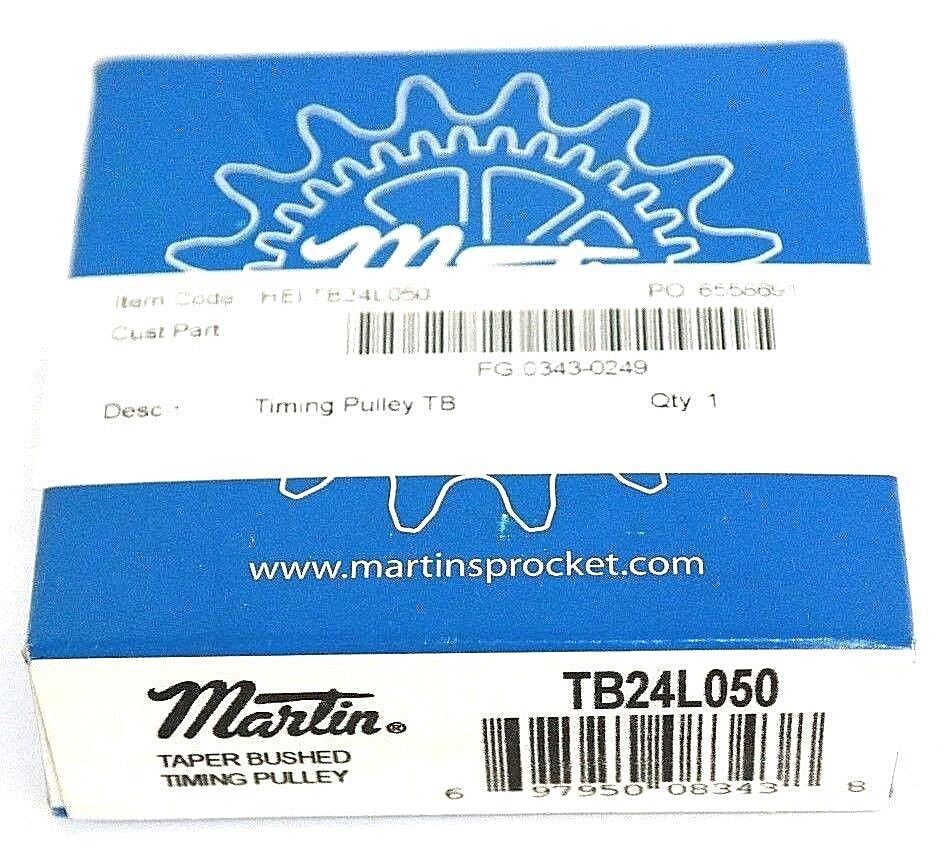 Martin
Item Code HEI TB24L050 PO 6556691
Cust Part
FG 0343-0249
Desc : Timing Pulley TB Qty 1
www.martinsprocket.com
Martin®
TAPER BUSHED
TIMING PULLEY
TB24L050
6 97950 08343 8